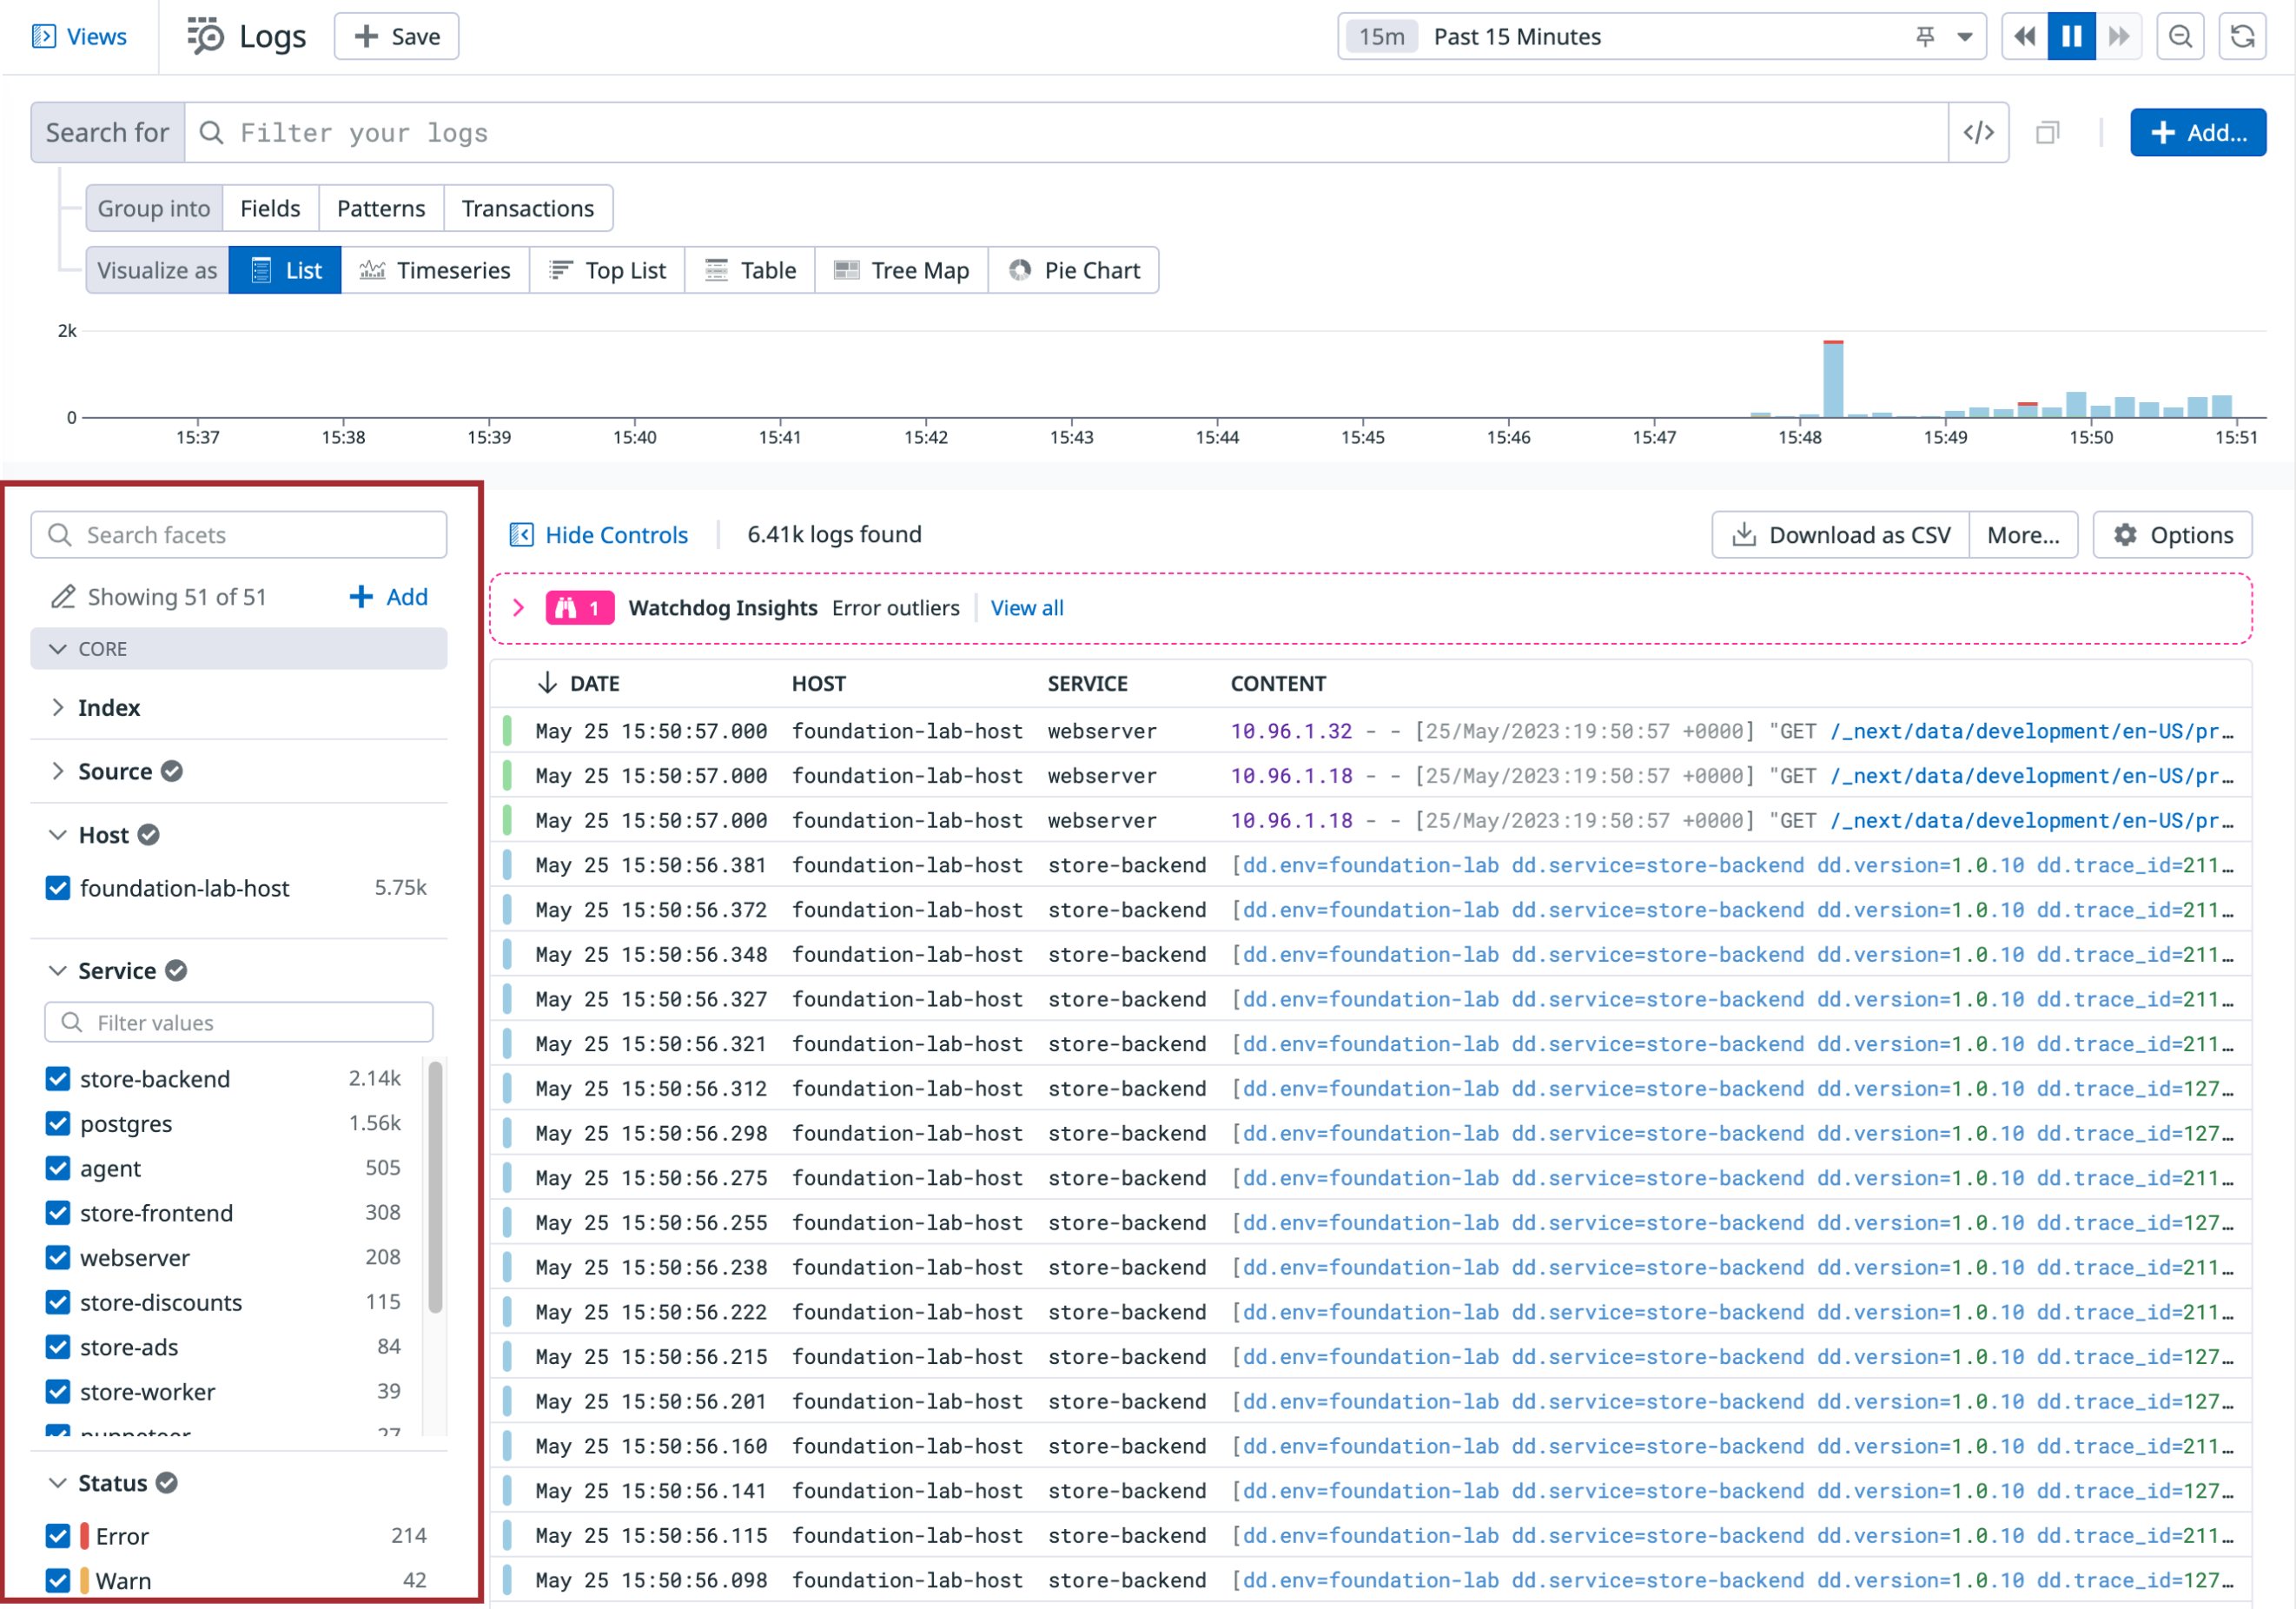 Views Logs + Save 15m Past 15 Minutes
Search for Filter your logs </> + Add...
Group into Fields Patterns Transactions
Visualize as List Timeseries Top List Table Tree Map Pie Chart
2k
0
15:37 15:38 15:39 15:40 15:41 15:42 15:43 15:44 15:45 15:46 15:47 15:48 15:49 15:50 15:51
Search facets
Showing 51 of 51 + Add
CORE
Index
Source
Host
foundation-lab-host 5.75k
Service
Filter values
store-backend 2.14k
postgres 1.56k
agent 505
store-frontend 308
webserver 208
store-discounts 115
store-ads 84
store-worker 39
puppeteer 27
Status
Error 214
Warn 42
Hide Controls 6.41k logs found Download as CSV More... Options
1 Watchdog Insights Error outliers View all
DATE HOST SERVICE CONTENT
May 25 15:50:57.000 foundation-lab-host webserver 10.96.1.32 - - [25/May/2023:19:50:57 +0000] "GET /_next/data/development/en-US/pr…
May 25 15:50:57.000 foundation-lab-host webserver 10.96.1.18 - - [25/May/2023:19:50:57 +0000] "GET /_next/data/development/en-US/pr…
May 25 15:50:57.000 foundation-lab-host webserver 10.96.1.18 - - [25/May/2023:19:50:57 +0000] "GET /_next/data/development/en-US/pr…
May 25 15:50:56.381 foundation-lab-host store-backend [dd.env=foundation-lab dd.service=store-backend dd.version=1.0.10 dd.trace_id=211…
May 25 15:50:56.372 foundation-lab-host store-backend [dd.env=foundation-lab dd.service=store-backend dd.version=1.0.10 dd.trace_id=211…
May 25 15:50:56.348 foundation-lab-host store-backend [dd.env=foundation-lab dd.service=store-backend dd.version=1.0.10 dd.trace_id=211…
May 25 15:50:56.327 foundation-lab-host store-backend [dd.env=foundation-lab dd.service=store-backend dd.version=1.0.10 dd.trace_id=211…
May 25 15:50:56.321 foundation-lab-host store-backend [dd.env=foundation-lab dd.service=store-backend dd.version=1.0.10 dd.trace_id=211…
May 25 15:50:56.312 foundation-lab-host store-backend [dd.env=foundation-lab dd.service=store-backend dd.version=1.0.10 dd.trace_id=127…
May 25 15:50:56.298 foundation-lab-host store-backend [dd.env=foundation-lab dd.service=store-backend dd.version=1.0.10 dd.trace_id=127…
May 25 15:50:56.275 foundation-lab-host store-backend [dd.env=foundation-lab dd.service=store-backend dd.version=1.0.10 dd.trace_id=211…
May 25 15:50:56.255 foundation-lab-host store-backend [dd.env=foundation-lab dd.service=store-backend dd.version=1.0.10 dd.trace_id=127…
May 25 15:50:56.238 foundation-lab-host store-backend [dd.env=foundation-lab dd.service=store-backend dd.version=1.0.10 dd.trace_id=211…
May 25 15:50:56.222 foundation-lab-host store-backend [dd.env=foundation-lab dd.service=store-backend dd.version=1.0.10 dd.trace_id=211…
May 25 15:50:56.215 foundation-lab-host store-backend [dd.env=foundation-lab dd.service=store-backend dd.version=1.0.10 dd.trace_id=127…
May 25 15:50:56.201 foundation-lab-host store-backend [dd.env=foundation-lab dd.service=store-backend dd.version=1.0.10 dd.trace_id=127…
May 25 15:50:56.160 foundation-lab-host store-backend [dd.env=foundation-lab dd.service=store-backend dd.version=1.0.10 dd.trace_id=211…
May 25 15:50:56.141 foundation-lab-host store-backend [dd.env=foundation-lab dd.service=store-backend dd.version=1.0.10 dd.trace_id=127…
May 25 15:50:56.115 foundation-lab-host store-backend [dd.env=foundation-lab dd.service=store-backend dd.version=1.0.10 dd.trace_id=211…
May 25 15:50:56.098 foundation-lab-host store-backend [dd.env=foundation-lab dd.service=store-backend dd.version=1.0.10 dd.trace_id=127…